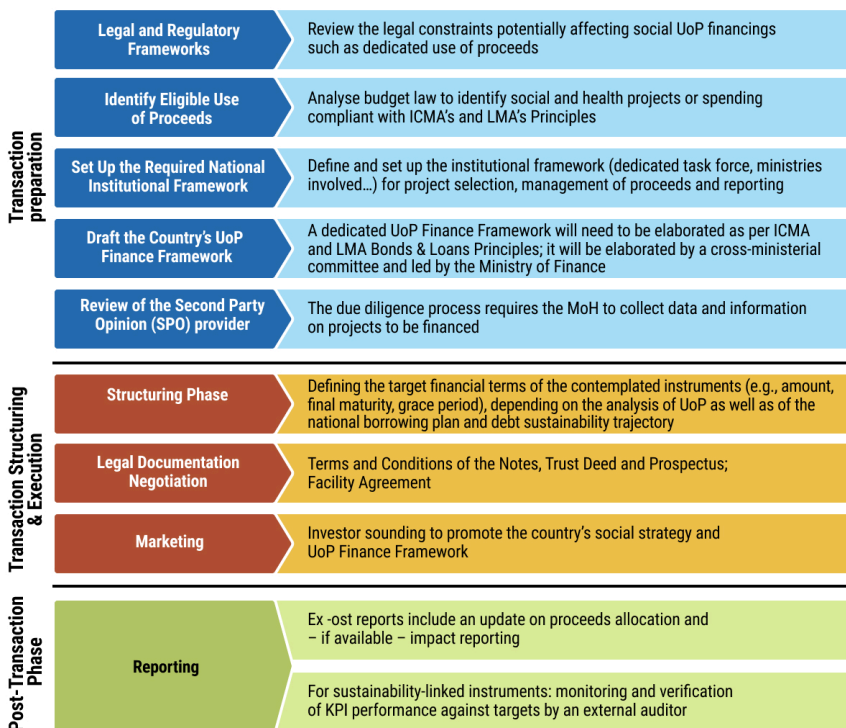 Transaction
preparation
Legal and Regulatory
Frameworks
Review the legal constraints potentially affecting social UoP financings
such as dedicated use of proceeds
Identify Eligible Use
of Proceeds
Analyse budget law to identify social and health projects or spending
compliant with ICMA's and LMA's Principles
Set Up the Required National
Institutional Framework
Define and set up the institutional framework (dedicated task force, ministries
involved…) for project selection, management of proceeds and reporting
Draft the Country's UoP
Finance Framework
A dedicated UoP Finance Framework will need to be elaborated as per ICMA
and LMA Bonds & Loans Principles; it will be elaborated by a cross-ministerial
committee and led by the Ministry of Finance
Review of the Second Party
Opinion (SPO) provider
The due diligence process requires the MoH to collect data and information
on projects to be financed
Transaction Structuring
& Execution
Structuring Phase
Defining the target financial terms of the contemplated instruments (e.g., amount,
final maturity, grace period), depending on the analysis of UoP as well as of the
national borrowing plan and debt sustainability trajectory
Legal Documentation
Negotiation
Terms and Conditions of the Notes, Trust Deed and Prospectus;
Facility Agreement
Marketing
Investor sounding to promote the country's social strategy and
UoP Finance Framework
Post-Transaction
Phase
Reporting
Ex -ost reports include an update on proceeds allocation and
– if available – impact reporting
For sustainability-linked instruments: monitoring and verification
of KPI performance against targets by an external auditor